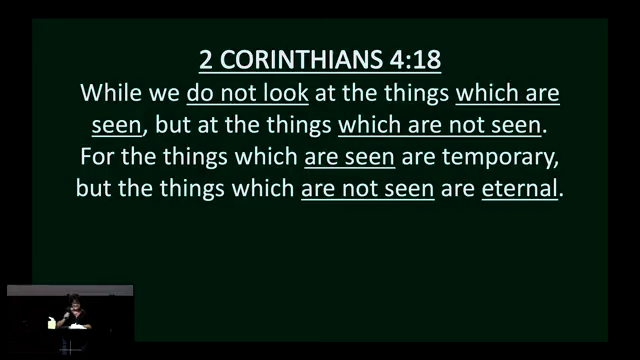 2 CORINTHIANS 4:18
While we do not look at the things which are
seen, but at the things which are not seen.
For the things which are seen are temporary,
but the things which are not seen are eternal.